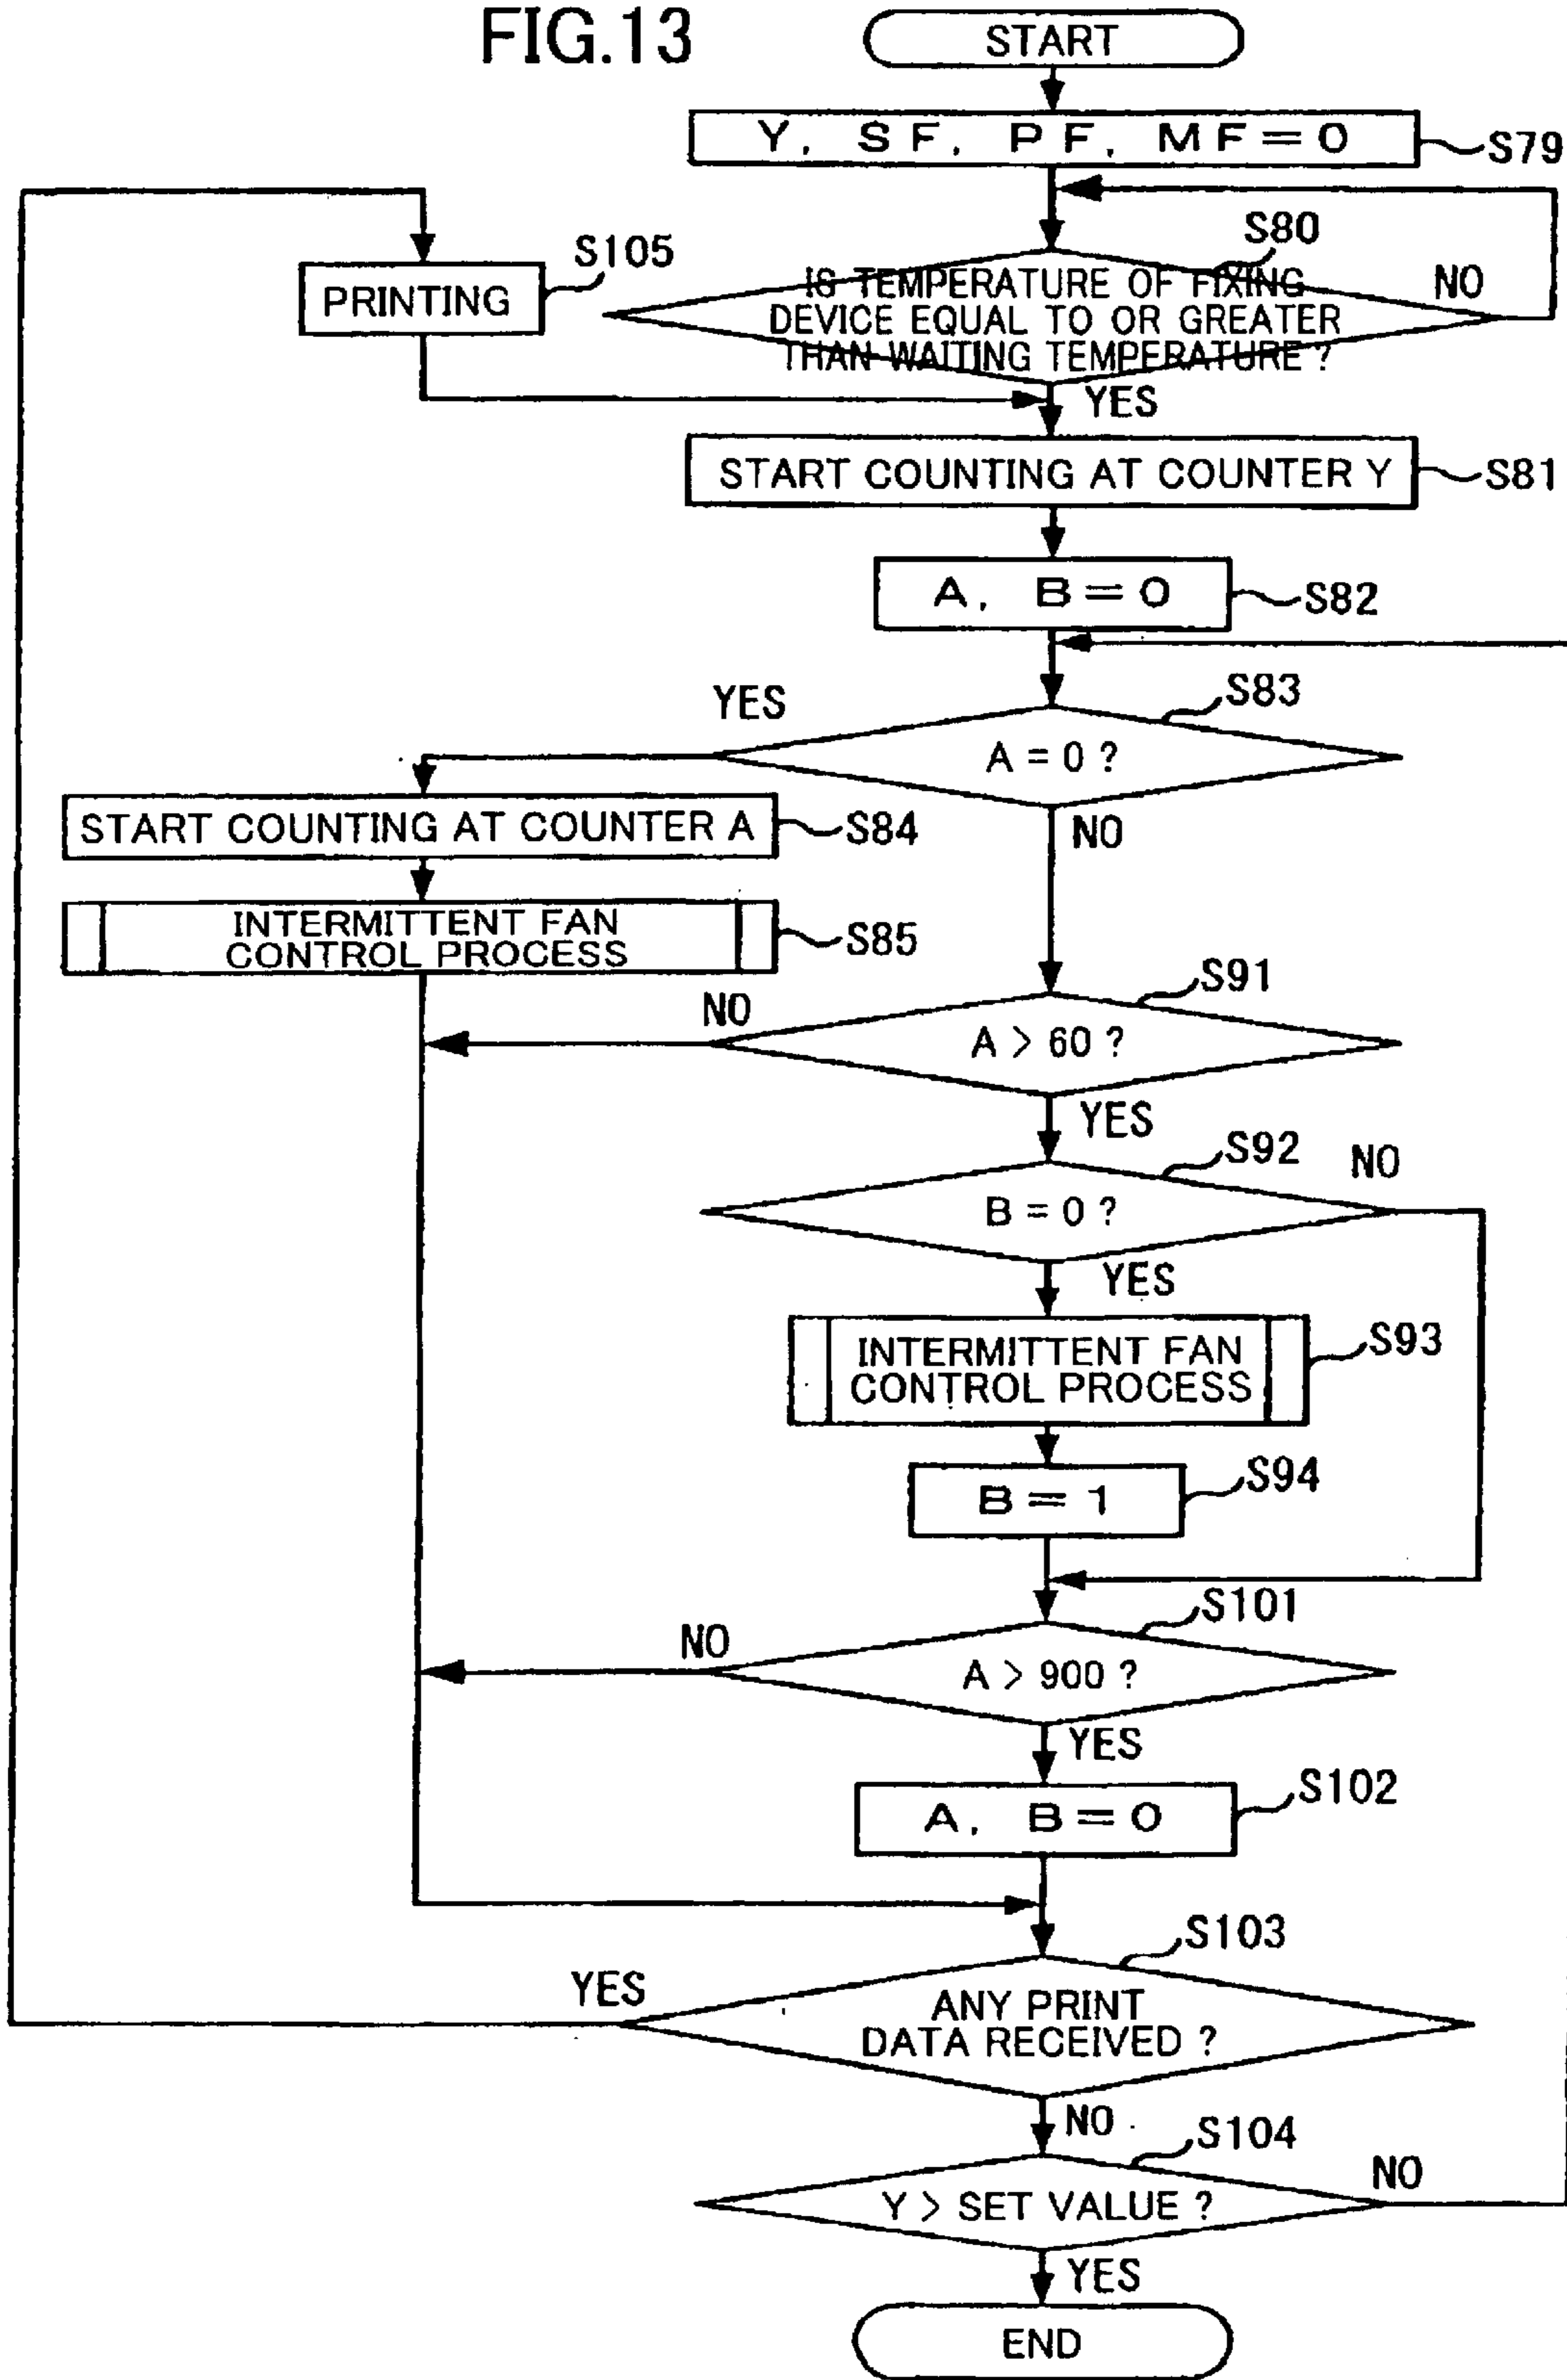 FIG.13
START
Y, SF, PF, MF=0
S79
S80
IS TEMPERATURE OF FIXING
DEVICE EQUAL TO OR GREATER
THAN WAITING TEMPERATURE ?
NO
YES
S105
PRINTING
START COUNTING AT COUNTER Y
S81
A, B=0
S82
S83
YES
A = 0 ?
NO
START COUNTING AT COUNTER A
S84
INTERMITTENT FAN
CONTROL PROCESS
S85
S91
NO
A > 60 ?
YES
S92
NO
B = 0 ?
YES
INTERMITTENT FAN
CONTROL PROCESS
S93
B = 1
S94
S101
NO
A > 900 ?
YES
A, B=0
S102
S103
YES
ANY PRINT
DATA RECEIVED ?
NO
S104
NO
Y > SET VALUE ?
YES
END